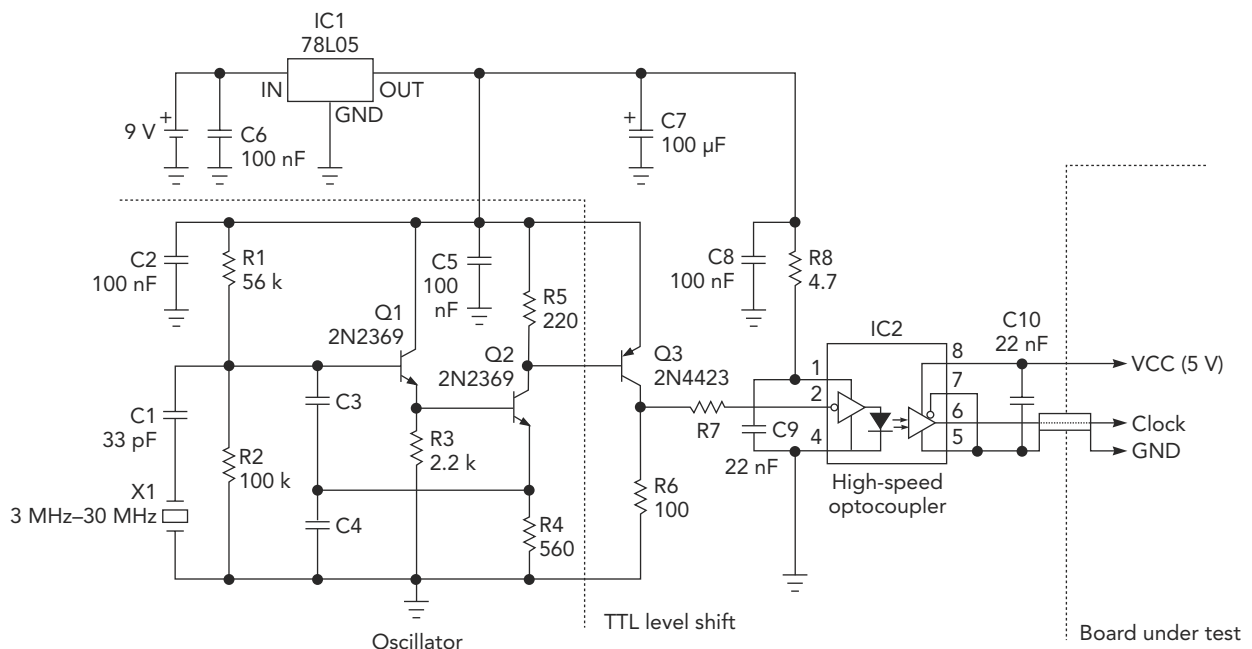 IC1
78L05
IN
OUT
GND
+
9 V
C6
100 nF
+
C7
100 µF
C2
100 nF
R1
56 k
C5
100
nF
R5
220
C8
100 nF
R8
4.7
Q1
2N2369
Q2
2N2369
Q3
2N4423
IC2
C10
22 nF
8
7
6
5
VCC (5 V)
Clock
GND
1
2
4
C1
33 pF
C3
R3
2.2 k
R7
C9
22 nF
R2
100 k
X1
3 MHz–30 MHz
C4
R4
560
R6
100
High-speed
optocoupler
Oscillator
TTL level shift
Board under test